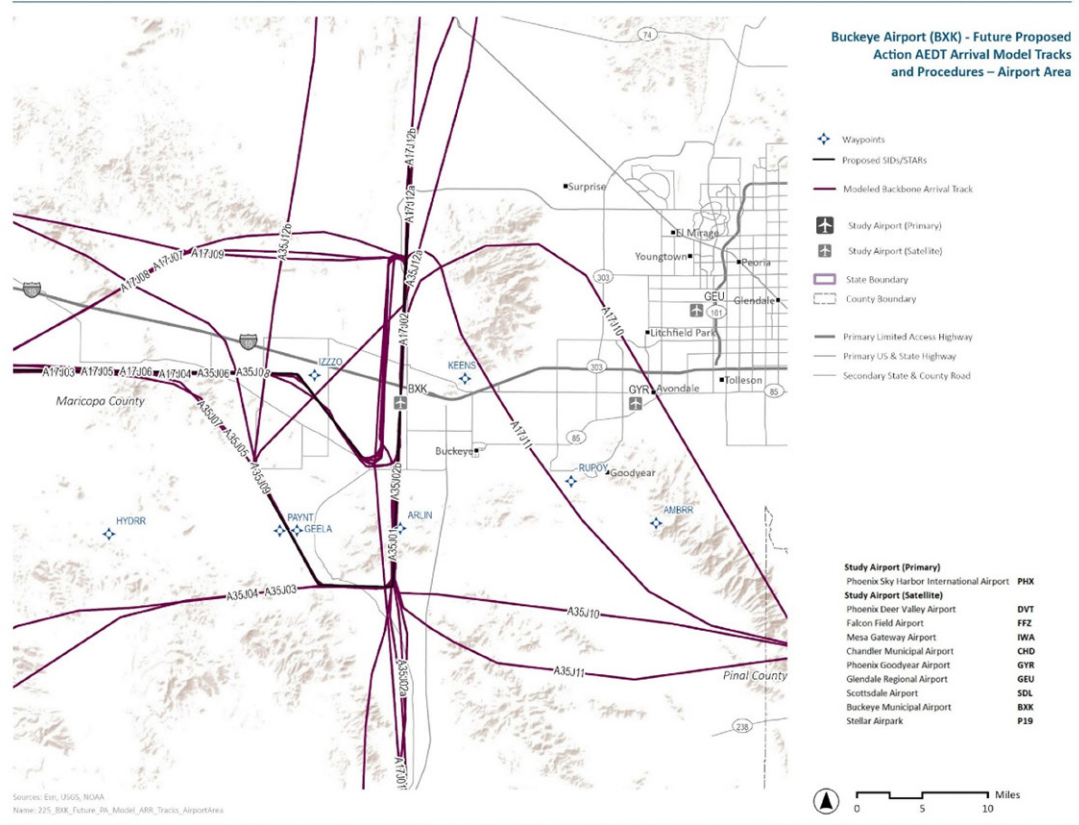 Buckeye Airport (BXK) - Future Proposed
Action AEDT Arrival Model Tracks
and Procedures – Airport Area
Waypoints
Proposed SIDs/STARs
Modeled Backbone Arrival Track
Study Airport (Primary)
Study Airport (Satellite)
State Boundary
County Boundary
Primary Limited Access Highway
Primary US & State Highway
Secondary State & County Road
74
A17J12b
Surprise
A17J12a
A35J12b
El Mirage
A17J07
A17J09
Youngtown
Peoria
A35J12a
A17J08
303
GEU
Glendale
101
A17J10
A17J02
Litchfield Park
IZZZO
KEENS
303
A17J03
A17J05
A17J06
A17J04
A35J06
A35J08
BXK
GYR
Avondale
Tolleson
85
Maricopa County
A35J07
A17J11
85
A35J05
Buckeye
RUPOY
Goodyear
A35J09
A35J02b
HYDRR
PAYNT
GEELA
ARLIN
AMBRR
A35J01
A35J04
A35J03
A35J10
A35J11
Pinal County
A35J02a
238
A17J01
Study Airport (Primary)
Phoenix Sky Harbor International Airport PHX
Study Airport (Satellite)
Phoenix Deer Valley Airport DVT
Falcon Field Airport FFZ
Mesa Gateway Airport IWA
Chandler Municipal Airport CHD
Phoenix Goodyear Airport GYR
Glendale Regional Airport GEU
Scottsdale Airport SDL
Buckeye Municipal Airport BXK
Stellar Airpark P19
Miles
0 5 10
Sources: Esri, USGS, NOAA
Name: 225_BXK_Future_PA_Model_ARR_Tracks_AirportArea